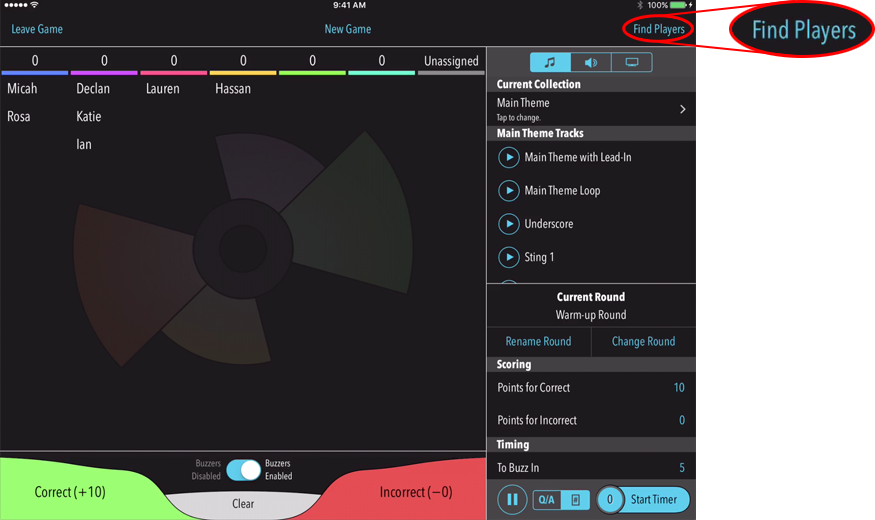 9:41 AM
100%
Leave Game
New Game
Find Players
Find Players
0 0 0 0 0 0 Unassigned
Micah Declan Lauren Hassan
Rosa Katie
Ian
Current Collection
Main Theme
Tap to change.
Main Theme Tracks
Main Theme with Lead-In
Main Theme Loop
Underscore
Sting 1
Current Round
Warm-up Round
Rename Round Change Round
Scoring
Points for Correct 10
Points for Incorrect 0
Timing
To Buzz In 5
Buzzers Disabled
Buzzers Enabled
Correct (+10)
Clear
Incorrect (−0)
Q/A #
0 Start Timer